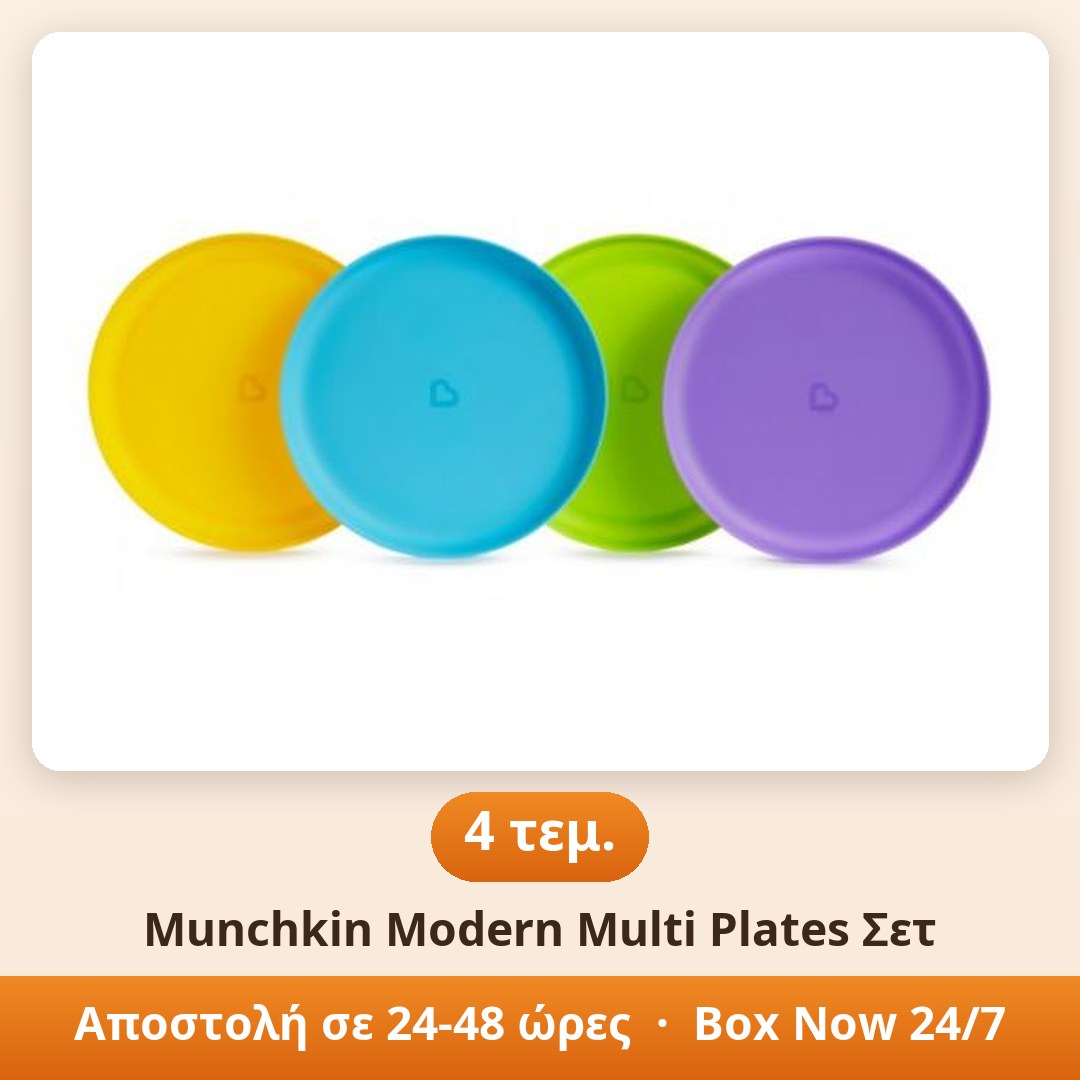 4 τεμ.
Munchkin Modern Multi Plates Σετ
Αποστολή σε 24-48 ώρες · Box Now 24/7